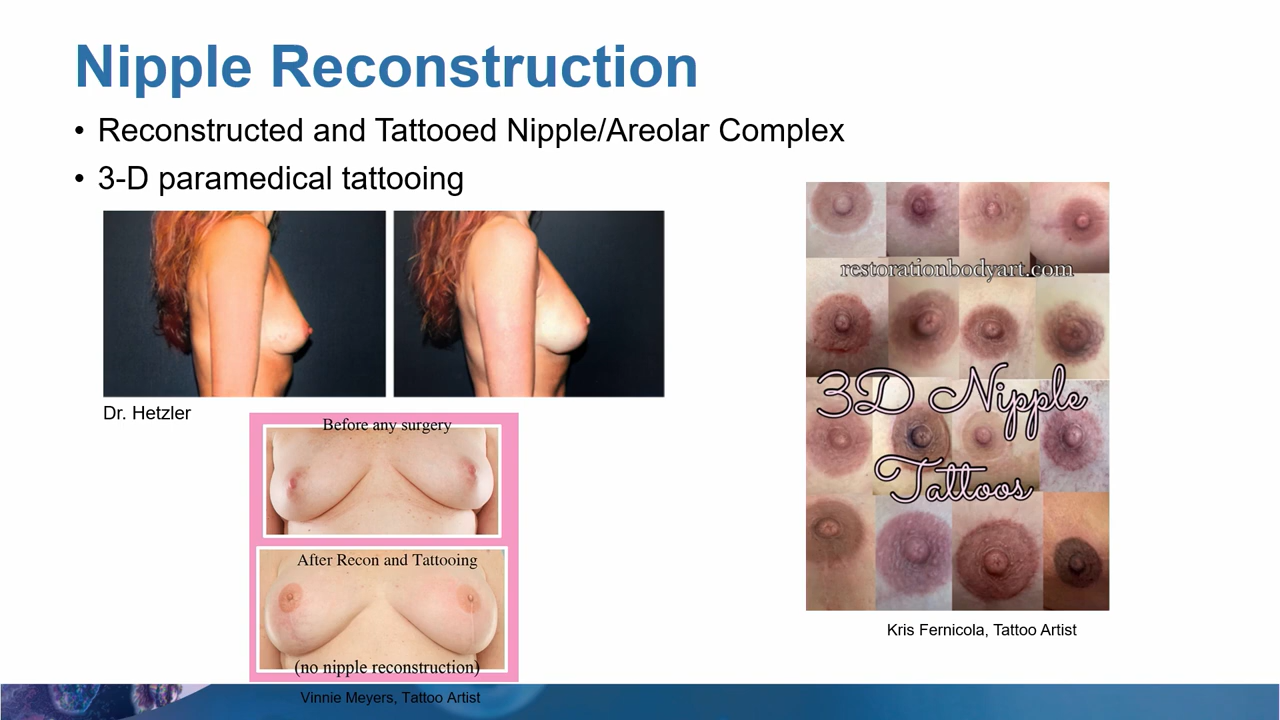 Nipple Reconstruction
• Reconstructed and Tattooed Nipple/Areolar Complex
• 3-D paramedical tattooing
Dr. Hetzler
Before any surgery
After Recon and Tattooing
(no nipple reconstruction)
Vinnie Meyers, Tattoo Artist
restorationbodyart.com
3D Nipple
Tattoos
Kris Fernicola, Tattoo Artist